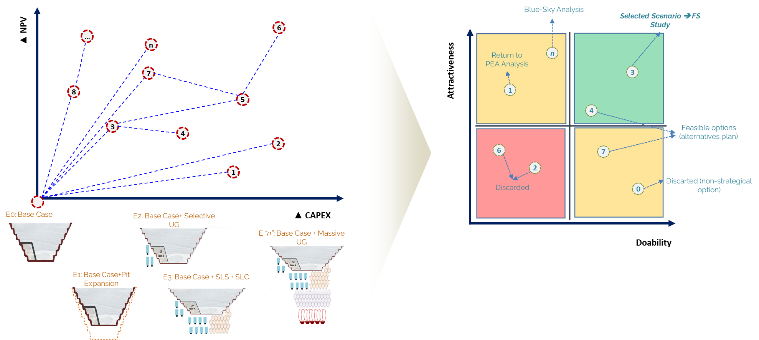 ▲ NPV
...
n
6
7
8
5
3
4
2
1
▲ CAPEX
E0: Base Case
E2: Base Case+ Selective
UG
E "n": Base Case + Massive
UG
E1: Base Case+Pit
Expansion
E3: Base Case + SLS + SLC
Blue-Sky Analysis
Selected Scenario → FS
Study
Attractiveness
Return to
PEA Analysis
n
1
3
4
Feasible options
(alternatives plan)
6
2
7
Discarded
0
Discarted (non-strategical
option)
Doability